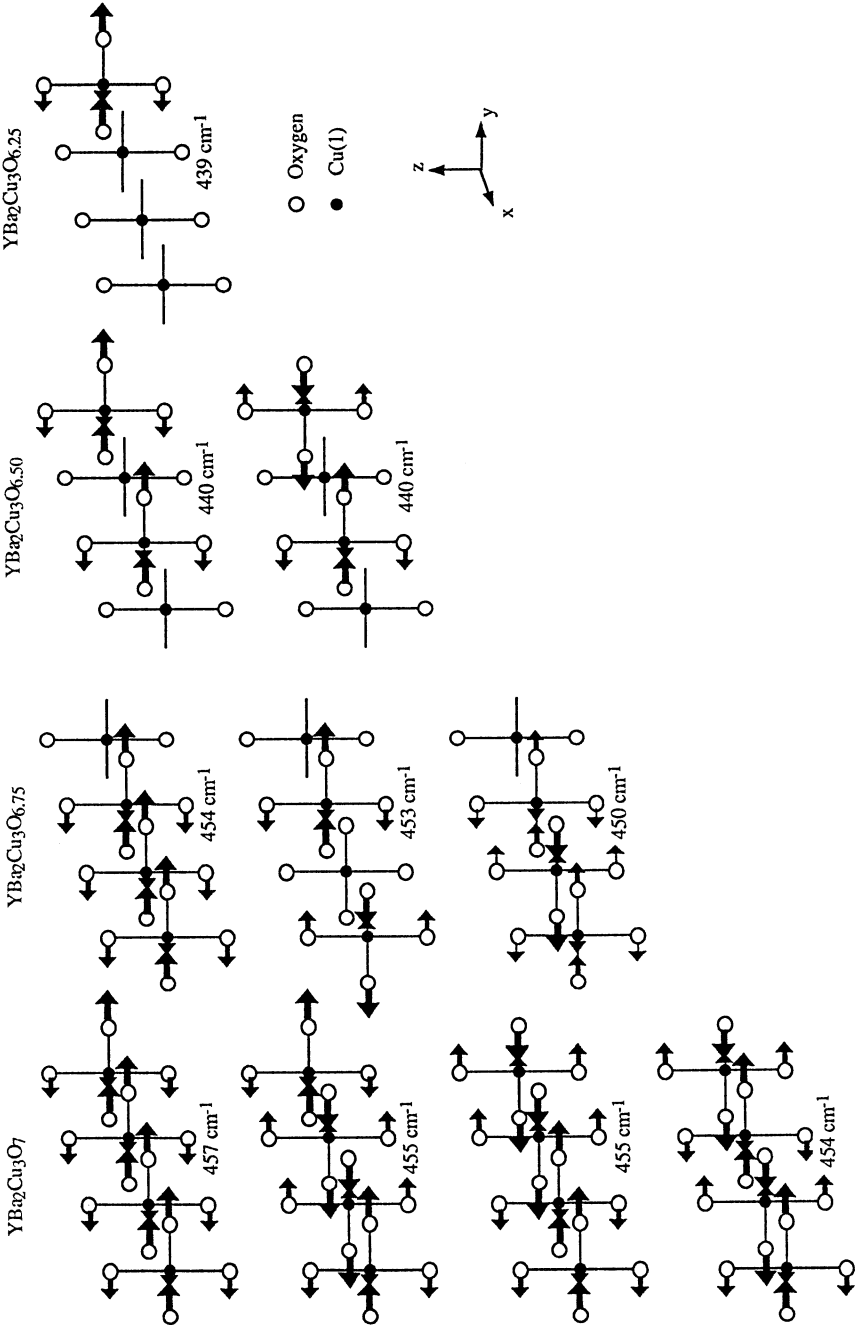 YBa2Cu3O7
457 cm-1
455 cm-1
455 cm-1
454 cm-1
YBa2Cu3O6.75
454 cm-1
453 cm-1
450 cm-1
YBa2Cu3O6.50
440 cm-1
440 cm-1
YBa2Cu3O6.25
439 cm-1
Oxygen
Cu(1)
z
y
x